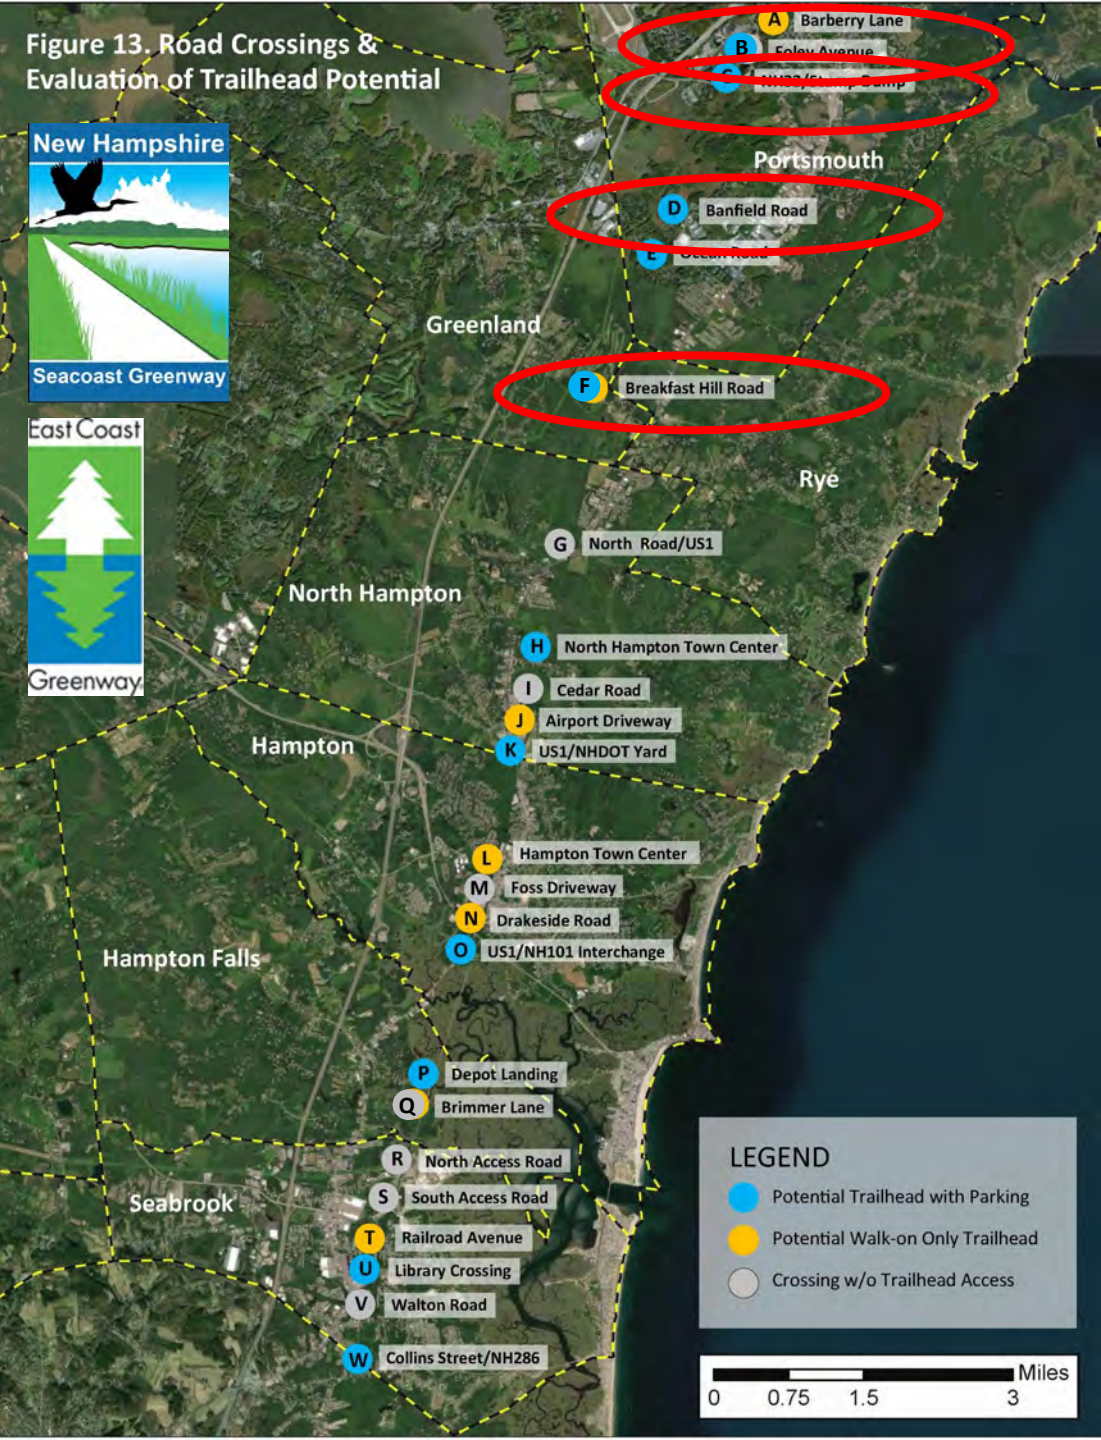 Figure 13. Road Crossings &
Evaluation of Trailhead Potential
New Hampshire
Seacoast Greenway
East Coast
Greenway
A Barberry Lane
B Foley Avenue
C
Portsmouth
D Banfield Road
E Ocean Road
Greenland
F Breakfast Hill Road
Rye
G North Road/US1
North Hampton
H North Hampton Town Center
I Cedar Road
J Airport Driveway
Hampton
K US1/NHDOT Yard
L Hampton Town Center
M Foss Driveway
N Drakeside Road
O US1/NH101 Interchange
Hampton Falls
P Depot Landing
Q Brimmer Lane
R North Access Road
Seabrook
S South Access Road
T Railroad Avenue
U Library Crossing
V Walton Road
W Collins Street/NH286
LEGEND
Potential Trailhead with Parking
Potential Walk-on Only Trailhead
Crossing w/o Trailhead Access
Miles
0 0.75 1.5 3